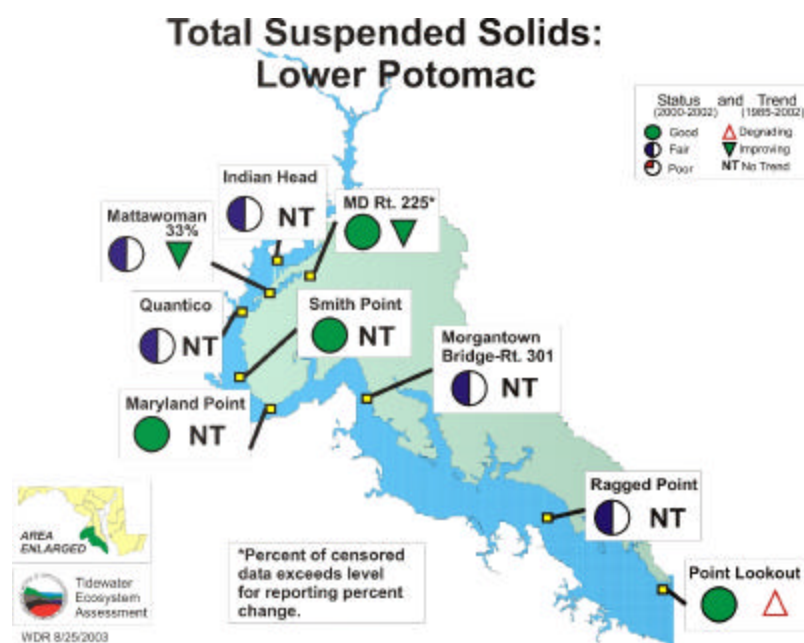 Total Suspended Solids:
Lower Potomac
Status and Trend
(2000-2002) (1985-2002)
Good Degrading
Fair Improving
Poor NT No Trend
Indian Head
NT
MD Rt. 225*
Mattawoman
33%
Quantico
NT
Smith Point
NT
Morgantown
Bridge-Rt. 301
NT
Maryland Point
NT
Ragged Point
NT
Point Lookout
AREA
ENLARGED
*Percent of censored
data exceeds level
for reporting percent
change.
Tidewater
Ecosystem
Assessment
WDR 8/25/2003